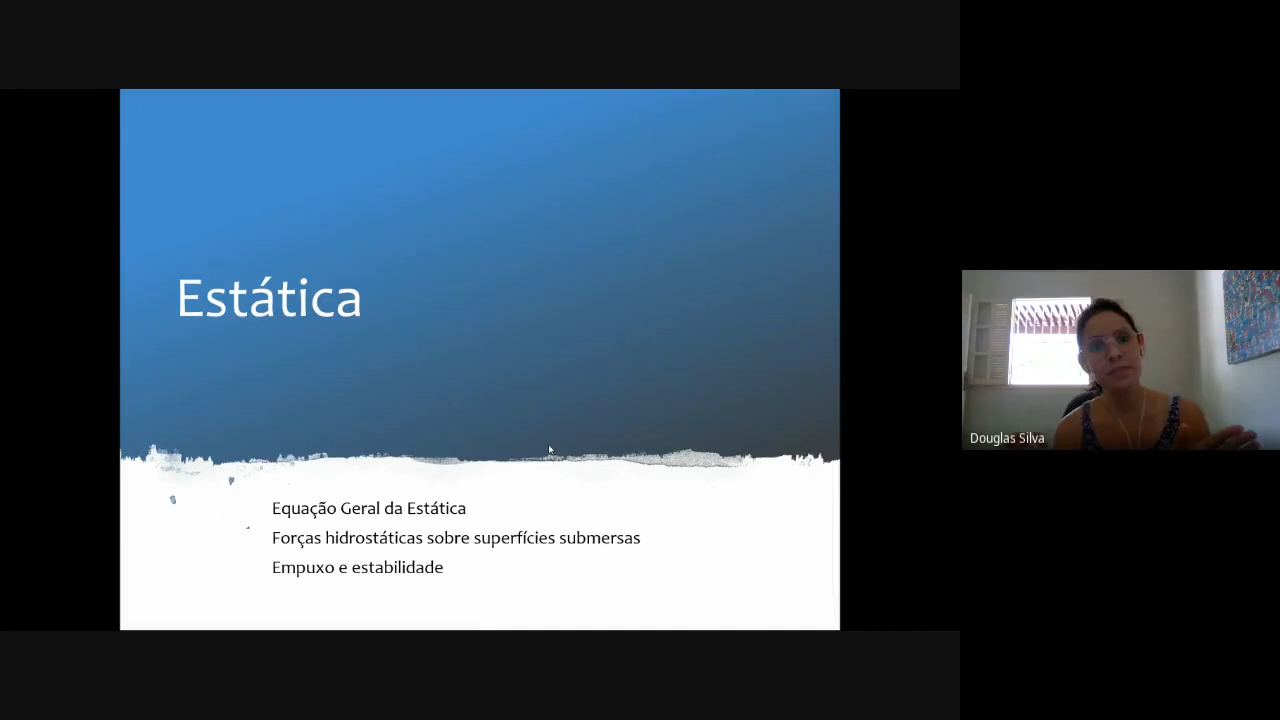 Estática
Equação Geral da Estática
Forças hidrostáticas sobre superfícies submersas
Empuxo e estabilidade
Douglas Silva